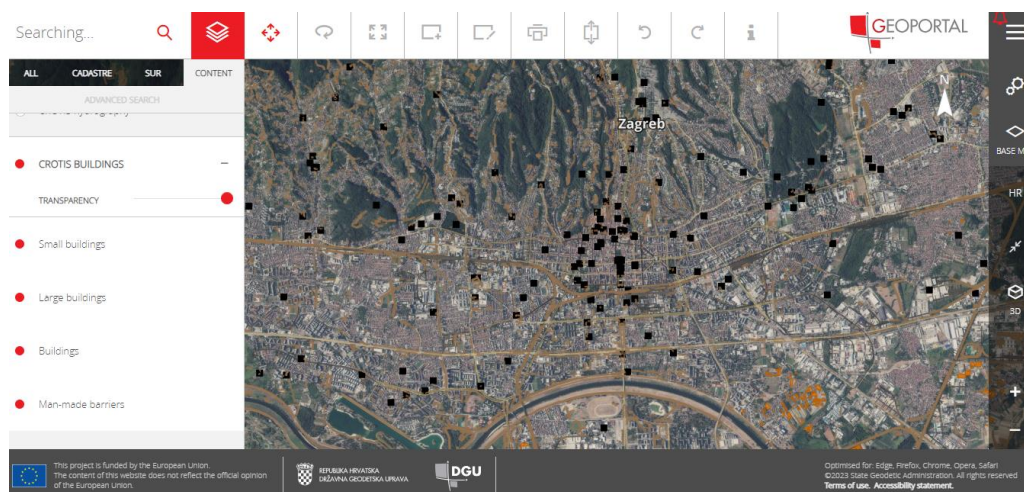 Searching...
GEOPORTAL
ALL CADASTRE SUR CONTENT
ADVANCED SEARCH
N
Zagreb
CROTIS BUILDINGS
TRANSPARENCY
BASE M
HR
Small buildings
Large buildings
3D
Buildings
Man-made barriers
This project is funded by the European Union.
The content of this website does not reflect the official opinion
of the European Union.
REPUBLIKA HRVATSKA
DRŽAVNA GEODETSKA UPRAVA
DGU
Optimised for: Edge, Firefox, Chrome, Opera, Safari
©2023 State Geodetic Administration. All rights reserved
Terms of use. Accessibility statement.